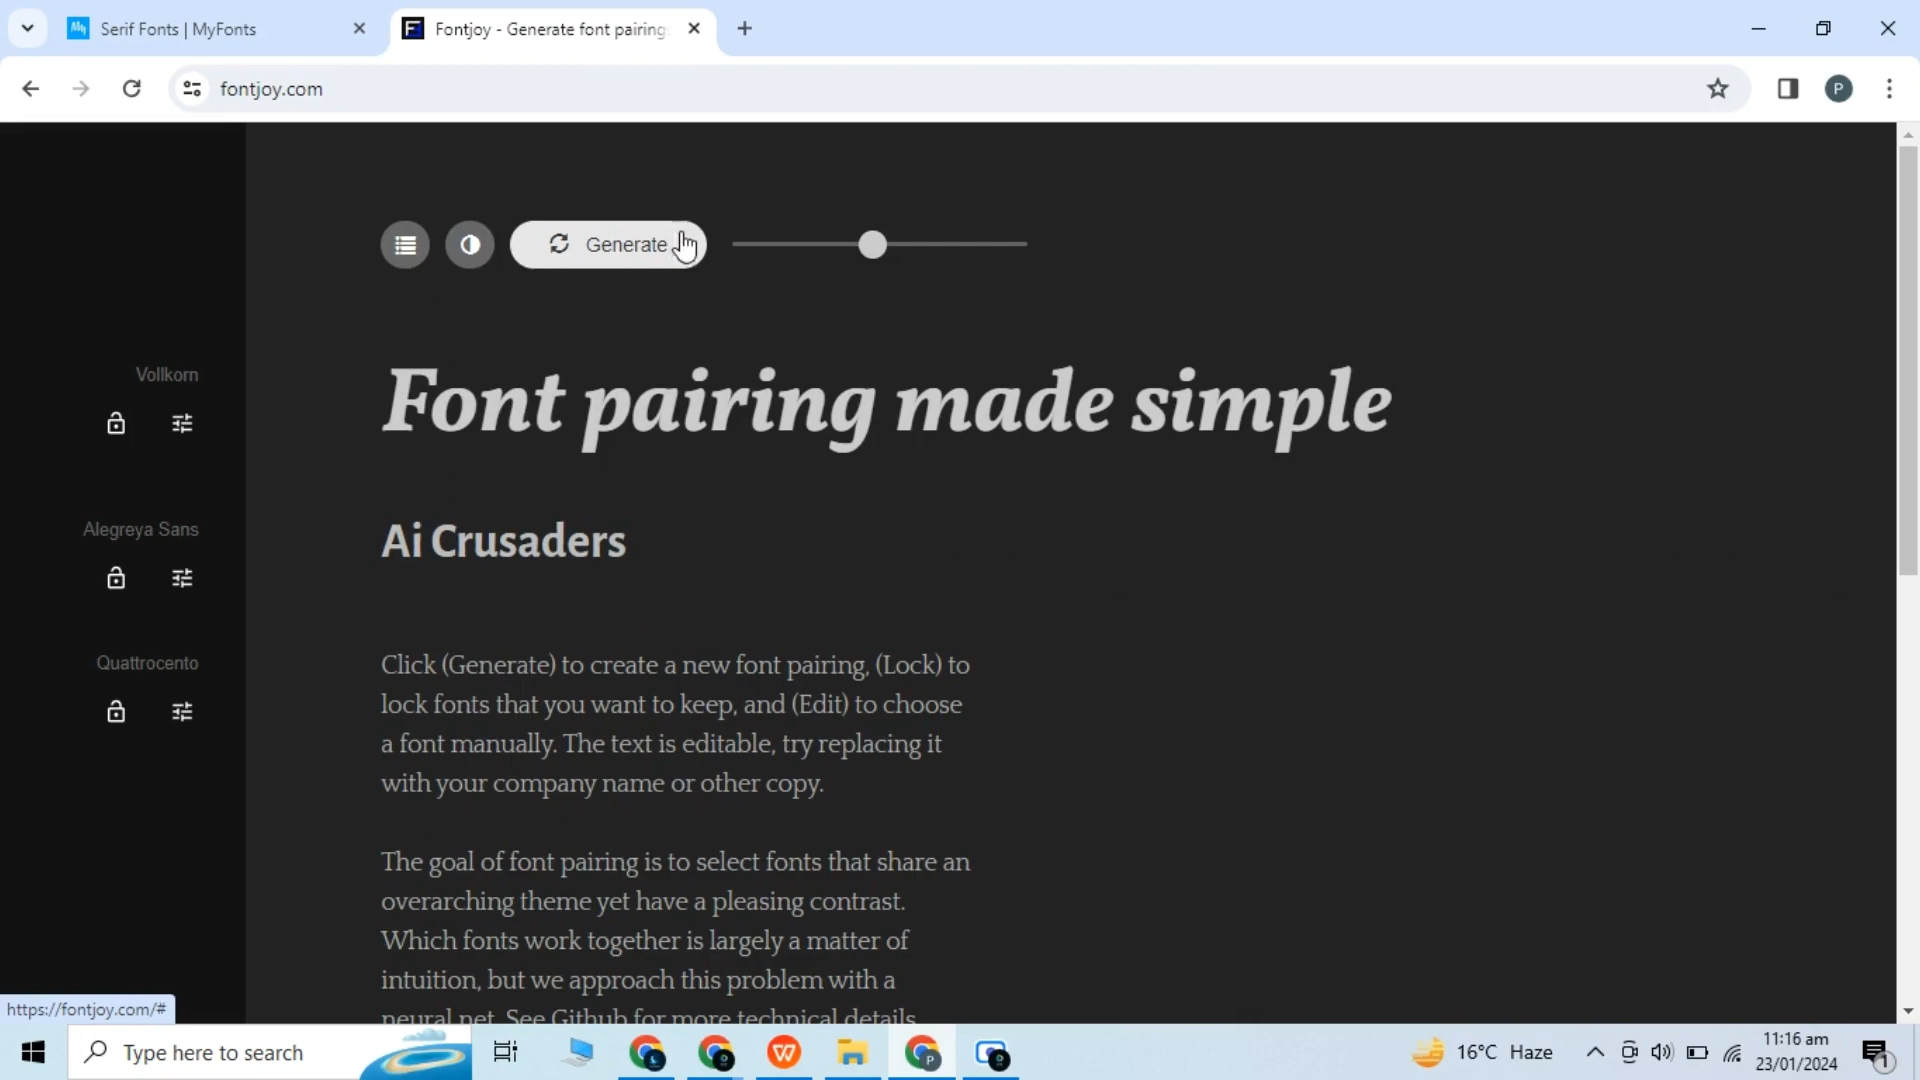 Serif Fonts | MyFonts
Fontjoy - Generate font pairing
fontjoy.com
P
Generate
Vollkorn
Font pairing made simple
Alegreya Sans
Ai Crusaders
Quattrocento
Click (Generate) to create a new font pairing, (Lock) to
lock fonts that you want to keep, and (Edit) to choose
a font manually. The text is editable, try replacing it
with your company name or other copy.
The goal of font pairing is to select fonts that share an
overarching theme yet have a pleasing contrast.
Which fonts work together is largely a matter of
intuition, but we approach this problem with a
neural net. See Github for more technical details.
https://fontjoy.com/#
Type here to search
16°C Haze
11:16 am
23/01/2024
1